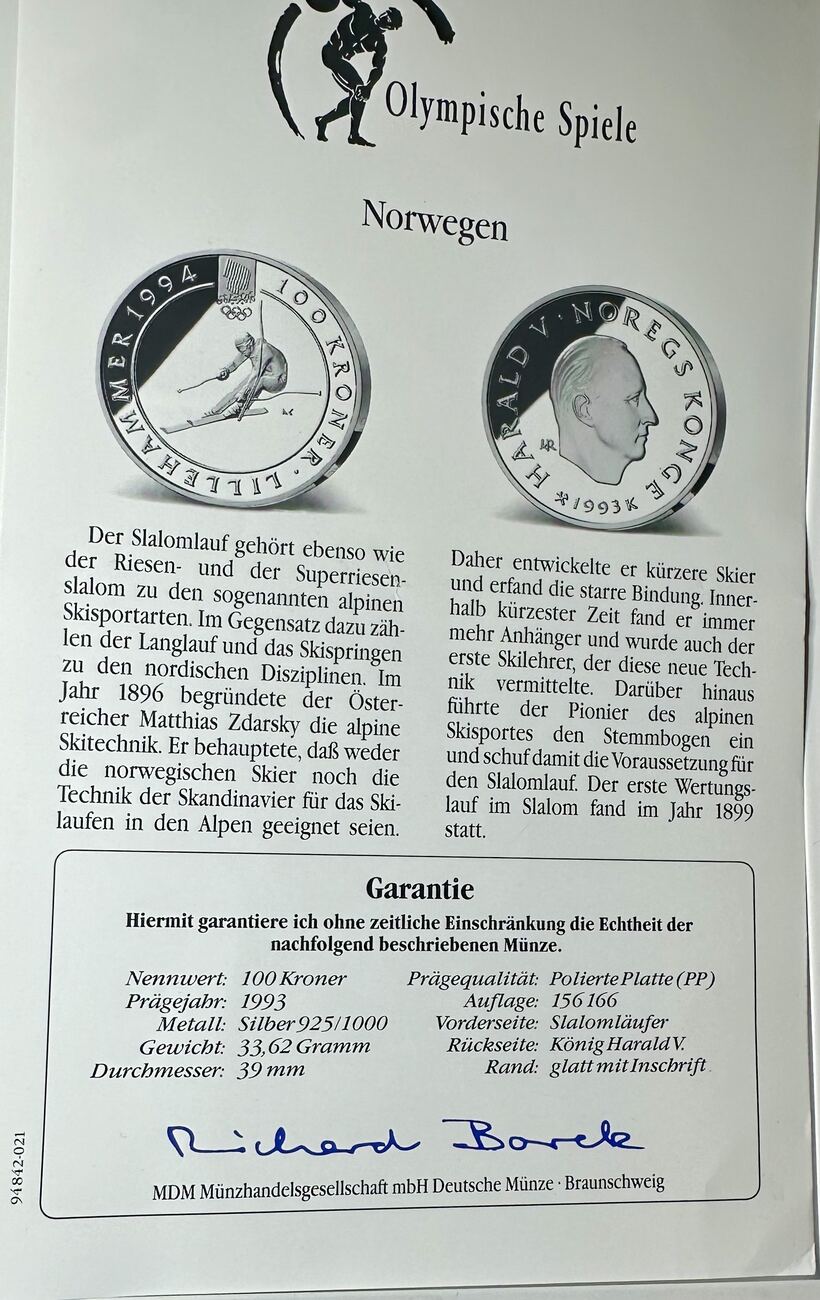 Olympische Spiele
Norwegen
LILLEHAMMER 1994
100 KRONER ·
HARALD V · NOREGS KONGE
1993 K
Der Slalomlauf gehört ebenso wie
der Riesen- und der Superriesen-
slalom zu den sogenannten alpinen
Skisportarten. Im Gegensatz dazu zäh-
len der Langlauf und das Skispringen
zu den nordischen Disziplinen. Im
Jahr 1896 begründete der Öster-
reicher Matthias Zdarsky die alpine
Skitechnik. Er behauptete, daß weder
die norwegischen Skier noch die
Technik der Skandinavier für das Ski-
laufen in den Alpen geeignet seien.
Daher entwickelte er kürzere Skier
und erfand die starre Bindung. Inner-
halb kürzester Zeit fand er immer
mehr Anhänger und wurde auch der
erste Skilehrer, der diese neue Tech-
nik vermittelte. Darüber hinaus
führte der Pionier des alpinen
Skisportes den Stemmbogen ein
und schuf damit die Voraussetzung für
den Slalomlauf. Der erste Wertungs-
lauf im Slalom fand im Jahr 1899
statt.
Garantie
Hiermit garantiere ich ohne zeitliche Einschränkung die Echtheit der
nachfolgend beschriebenen Münze.
Nennwert: 100 Kroner
Prägejahr: 1993
Metall: Silber 925/1000
Gewicht: 33,62 Gramm
Durchmesser: 39 mm
Prägequalität: Polierte Platte (PP)
Auflage: 156 166
Vorderseite: Slalomläufer
Rückseite: König Harald V.
Rand: glatt mit Inschrift
Richard Borek
MDM Münzhandelsgesellschaft mbH Deutsche Münze · Braunschweig
94842-021